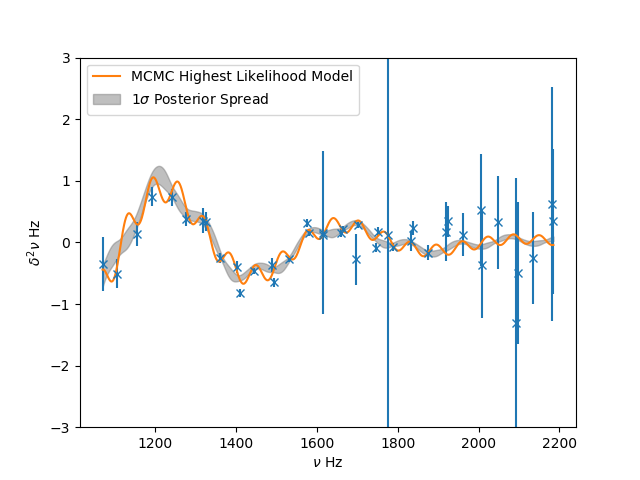 MCMC Highest Likelihood Model
1σ Posterior Spread
3
2
1
0
−1
−2
−3
δ²ν Hz
1200 1400 1600 1800 2000 2200
ν Hz